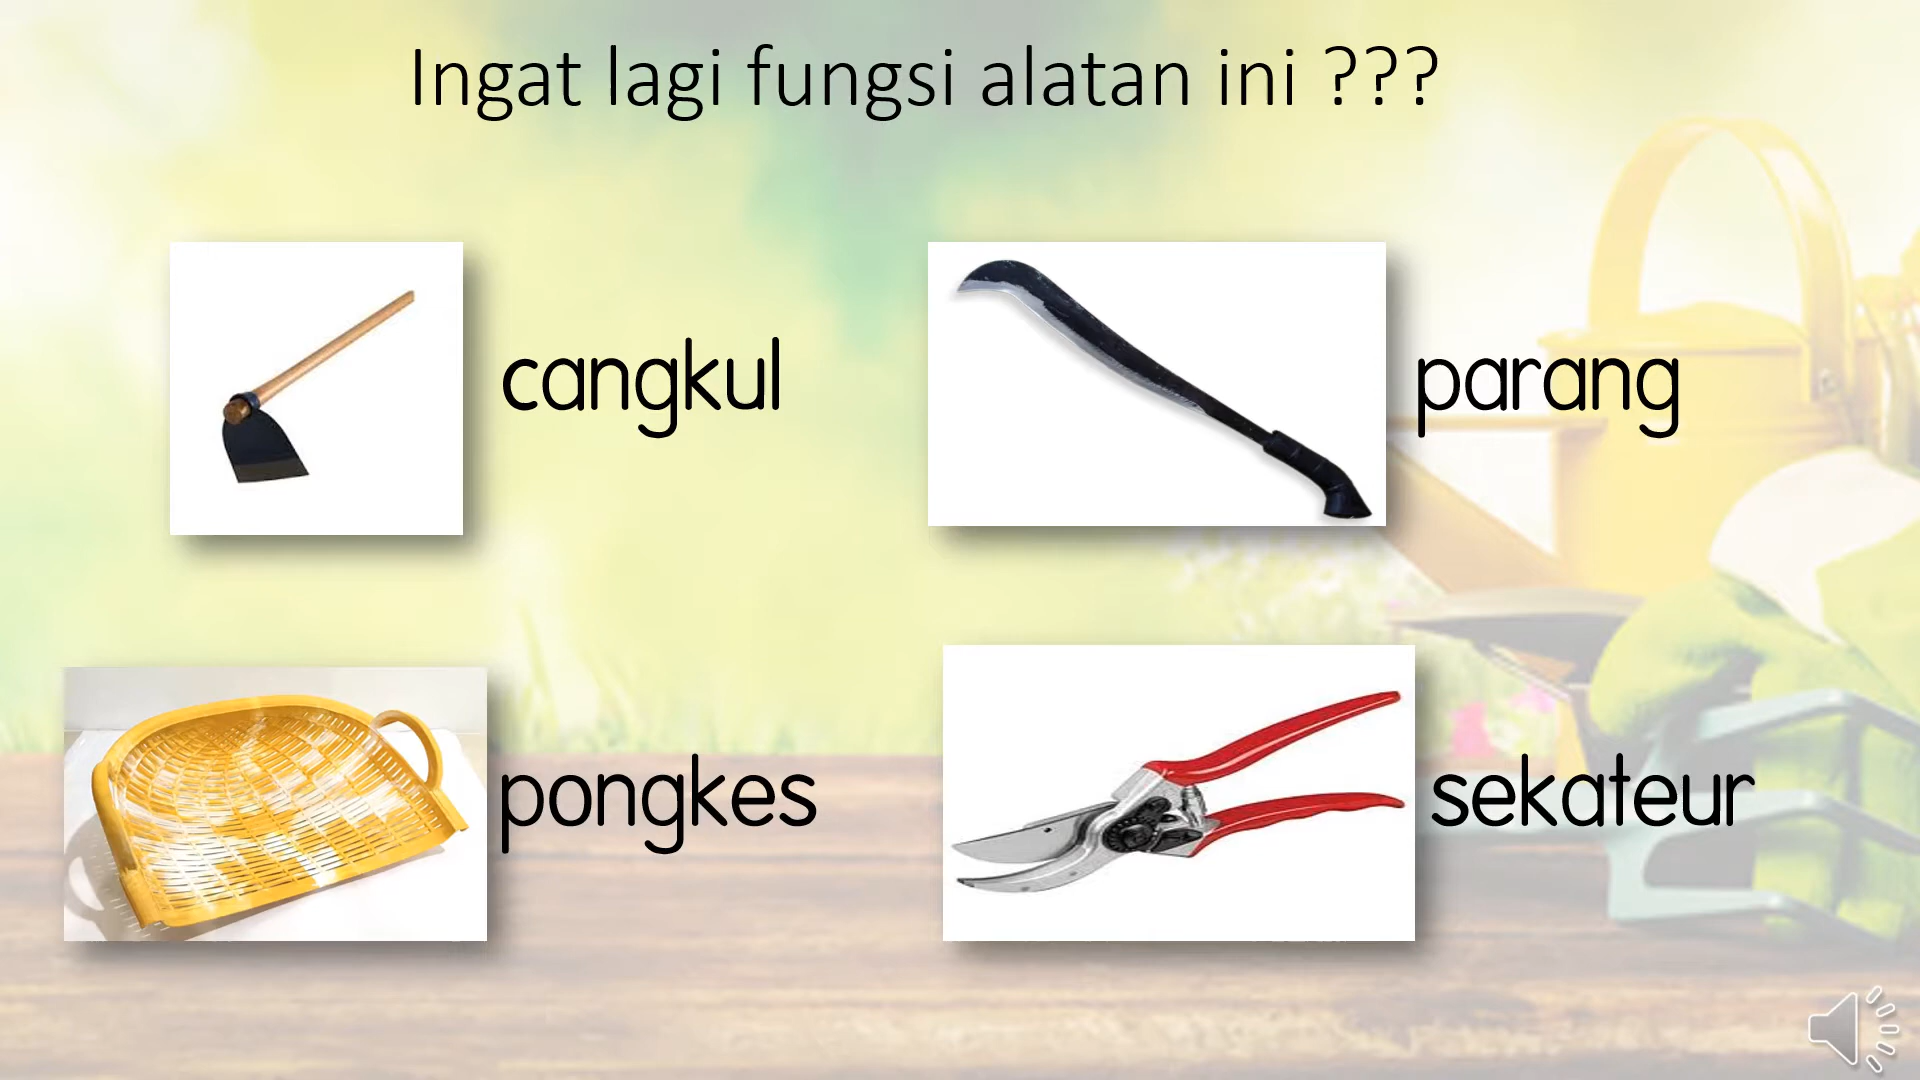 Ingat lagi fungsi alatan ini ???
cangkul
parang
pongkes
sekateur